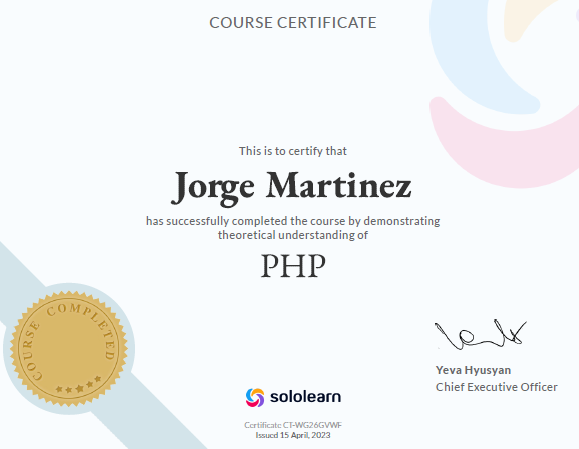 COURSE CERTIFICATE
This is to certify that
Jorge Martinez
has successfully completed the course by demonstrating
theoretical understanding of
PHP
COURSE COMPLETED
Yeva Hyusyan
Chief Executive Officer
sololearn
Certificate CT-WG26GVWF
Issued 15 April, 2023